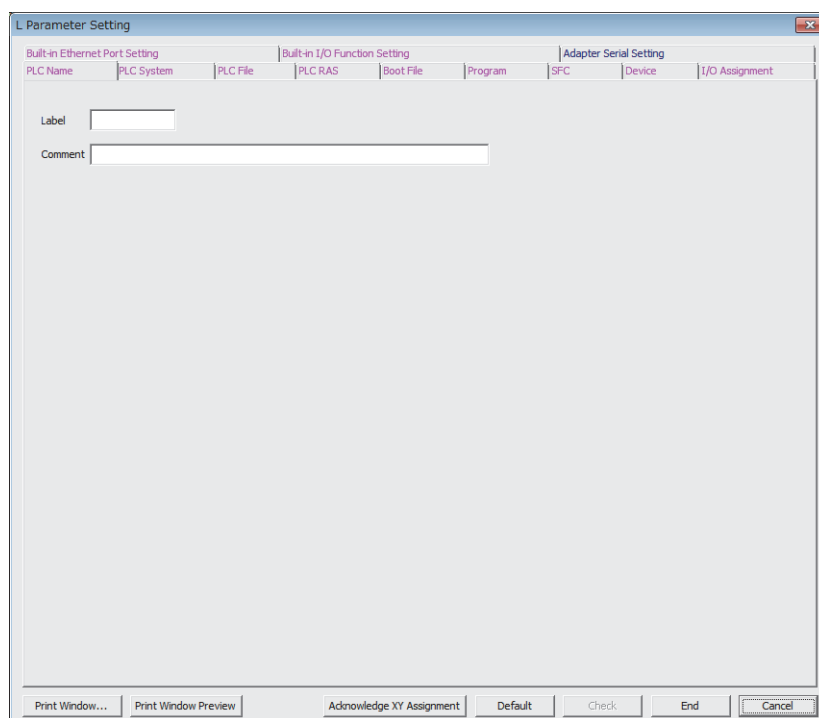 L Parameter Setting
Built-in Ethernet Port Setting Built-in I/O Function Setting Adapter Serial Setting
PLC Name PLC System PLC File PLC RAS Boot File Program SFC Device I/O Assignment
Label
Comment
Print Window... Print Window Preview Acknowledge XY Assignment Default Check End Cancel